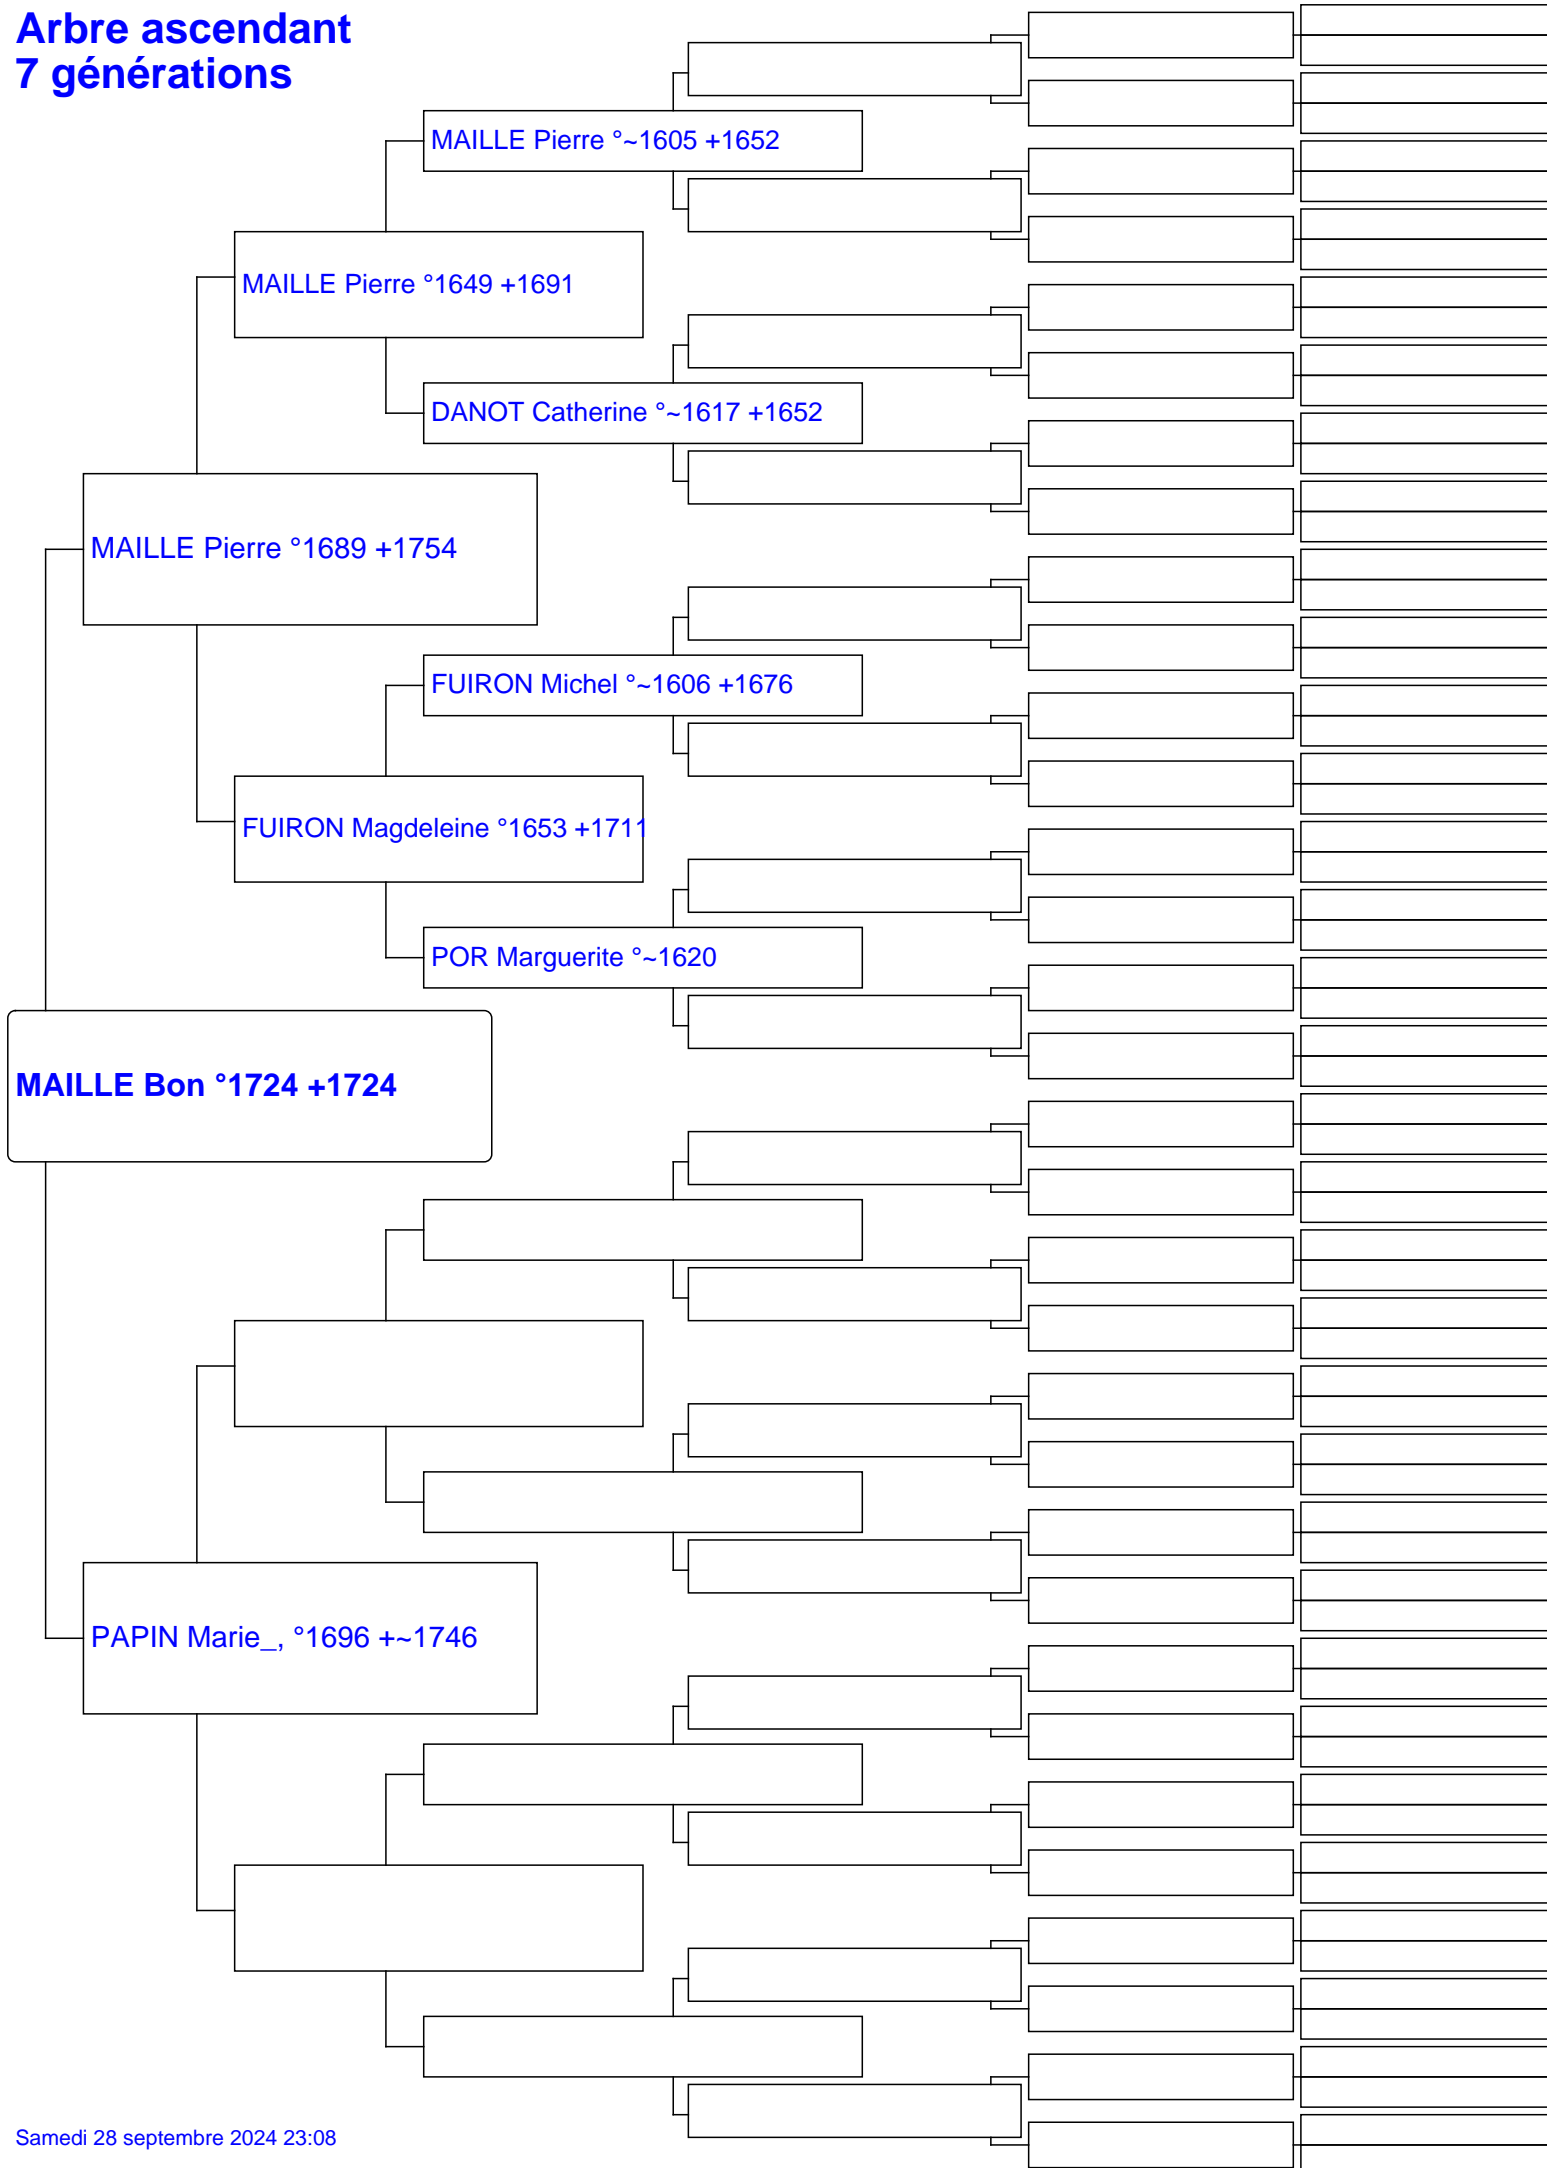 Arbre ascendant
7 générations
MAILLE Pierre °~1605 +1652
MAILLE Pierre °1649 +1691
DANOT Catherine °~1617 +1652
MAILLE Pierre °1689 +1754
FUIRON Michel °~1606 +1676
FUIRON Magdeleine °1653 +1711
POR Marguerite °~1620
MAILLE Bon °1724 +1724
PAPIN Marie_, °1696 +~1746
Samedi 28 septembre 2024 23:08